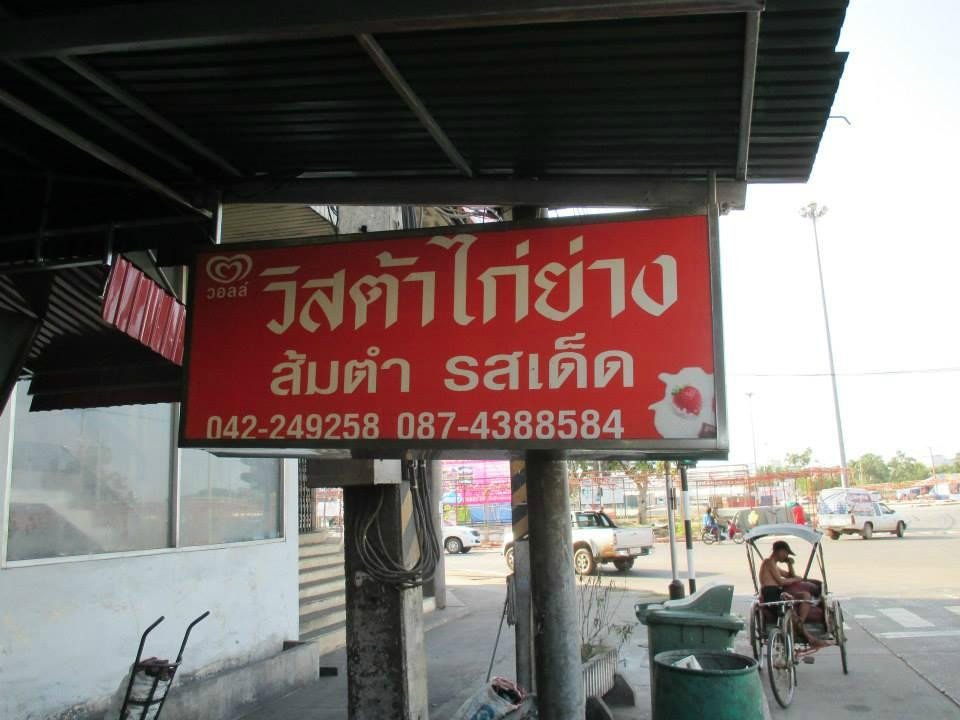 วอลล์
วิสต้าไก่ย่าง
ส้มตำ รสเด็ด
042-249258 087-4388584